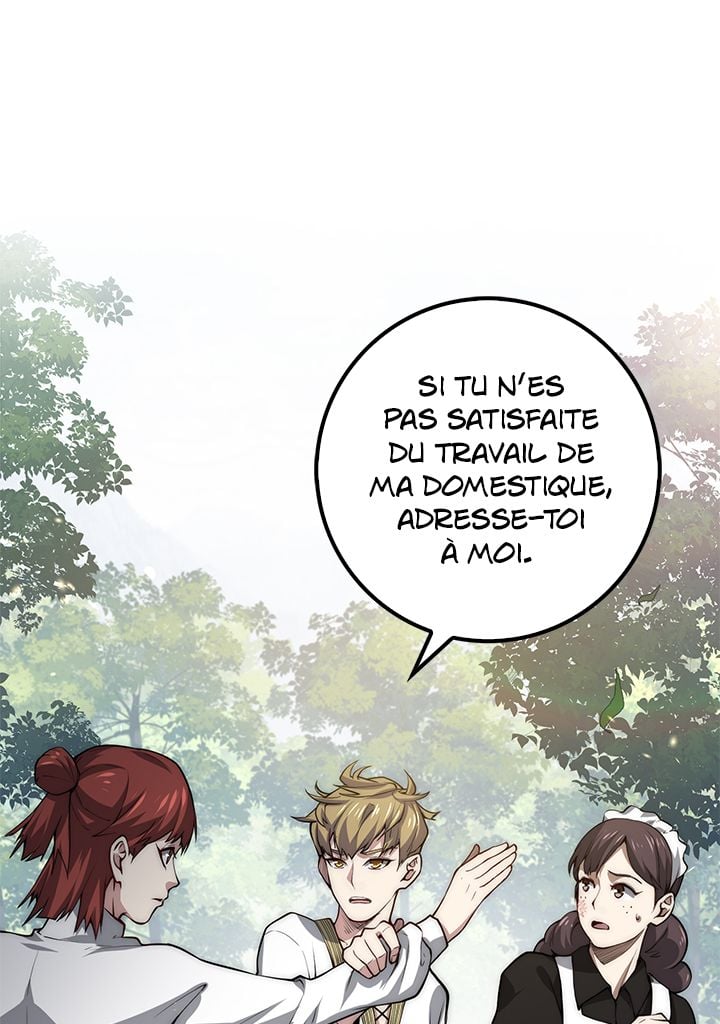 SI TU N'ES
PAS SATISFAITE
DU TRAVAIL DE
MA DOMESTIQUE,
ADRESSE-TOI
À MOI.